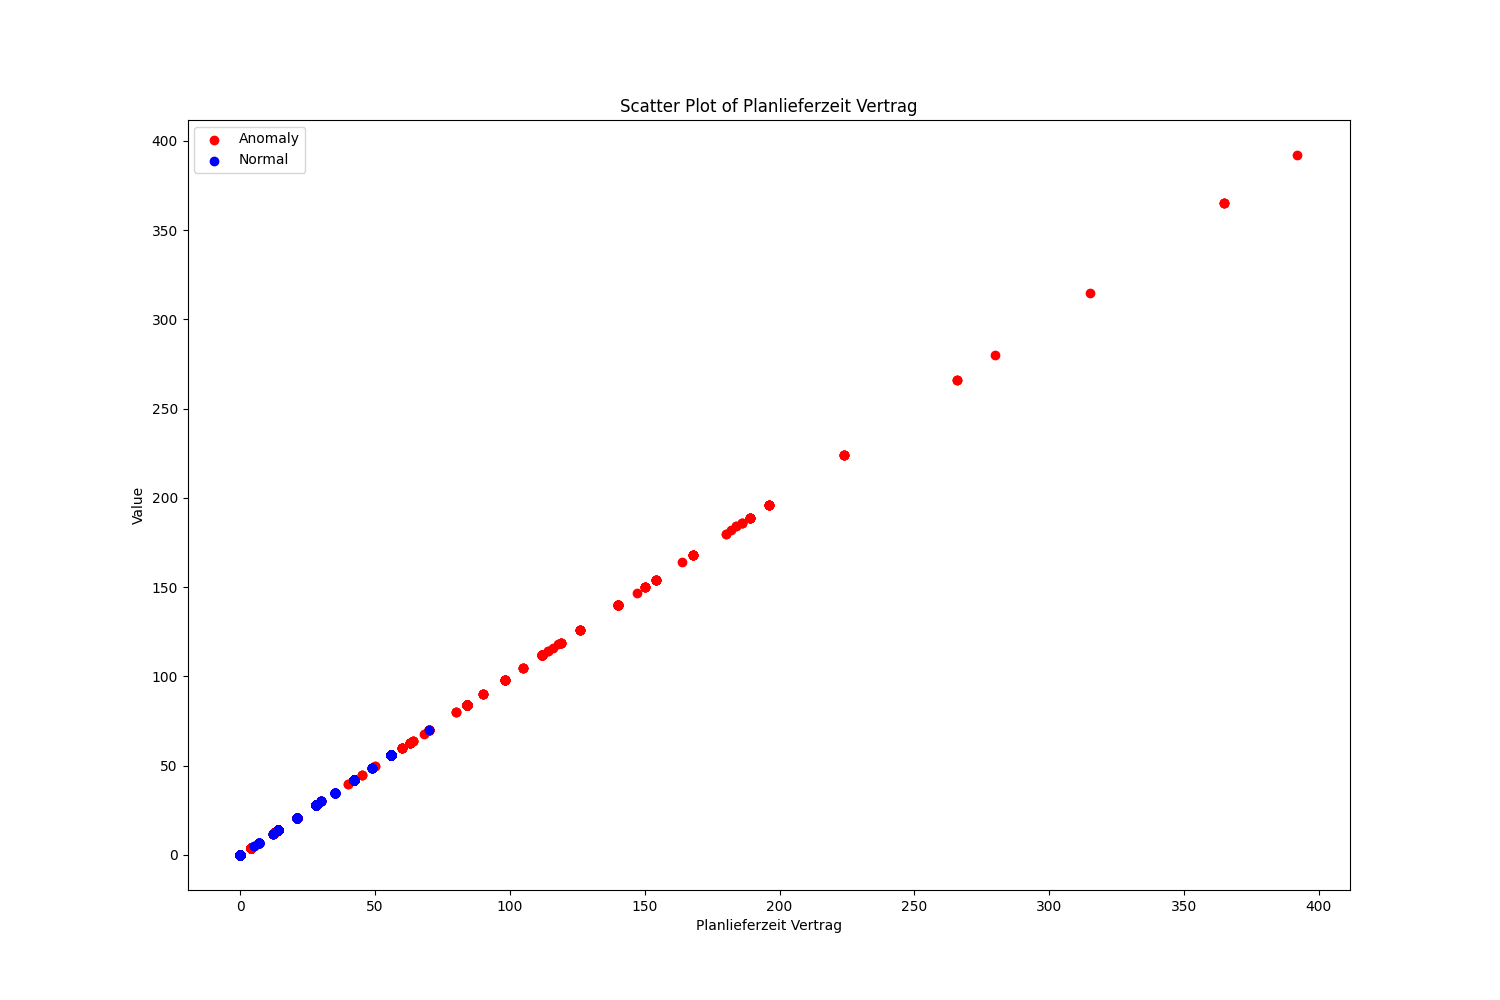 Scatter Plot of Planlieferzeit Vertrag
Anomaly
Normal
400
350
300
250
200
150
100
50
0
Value
0 50 100 150 200 250 300 350 400
Planlieferzeit Vertrag